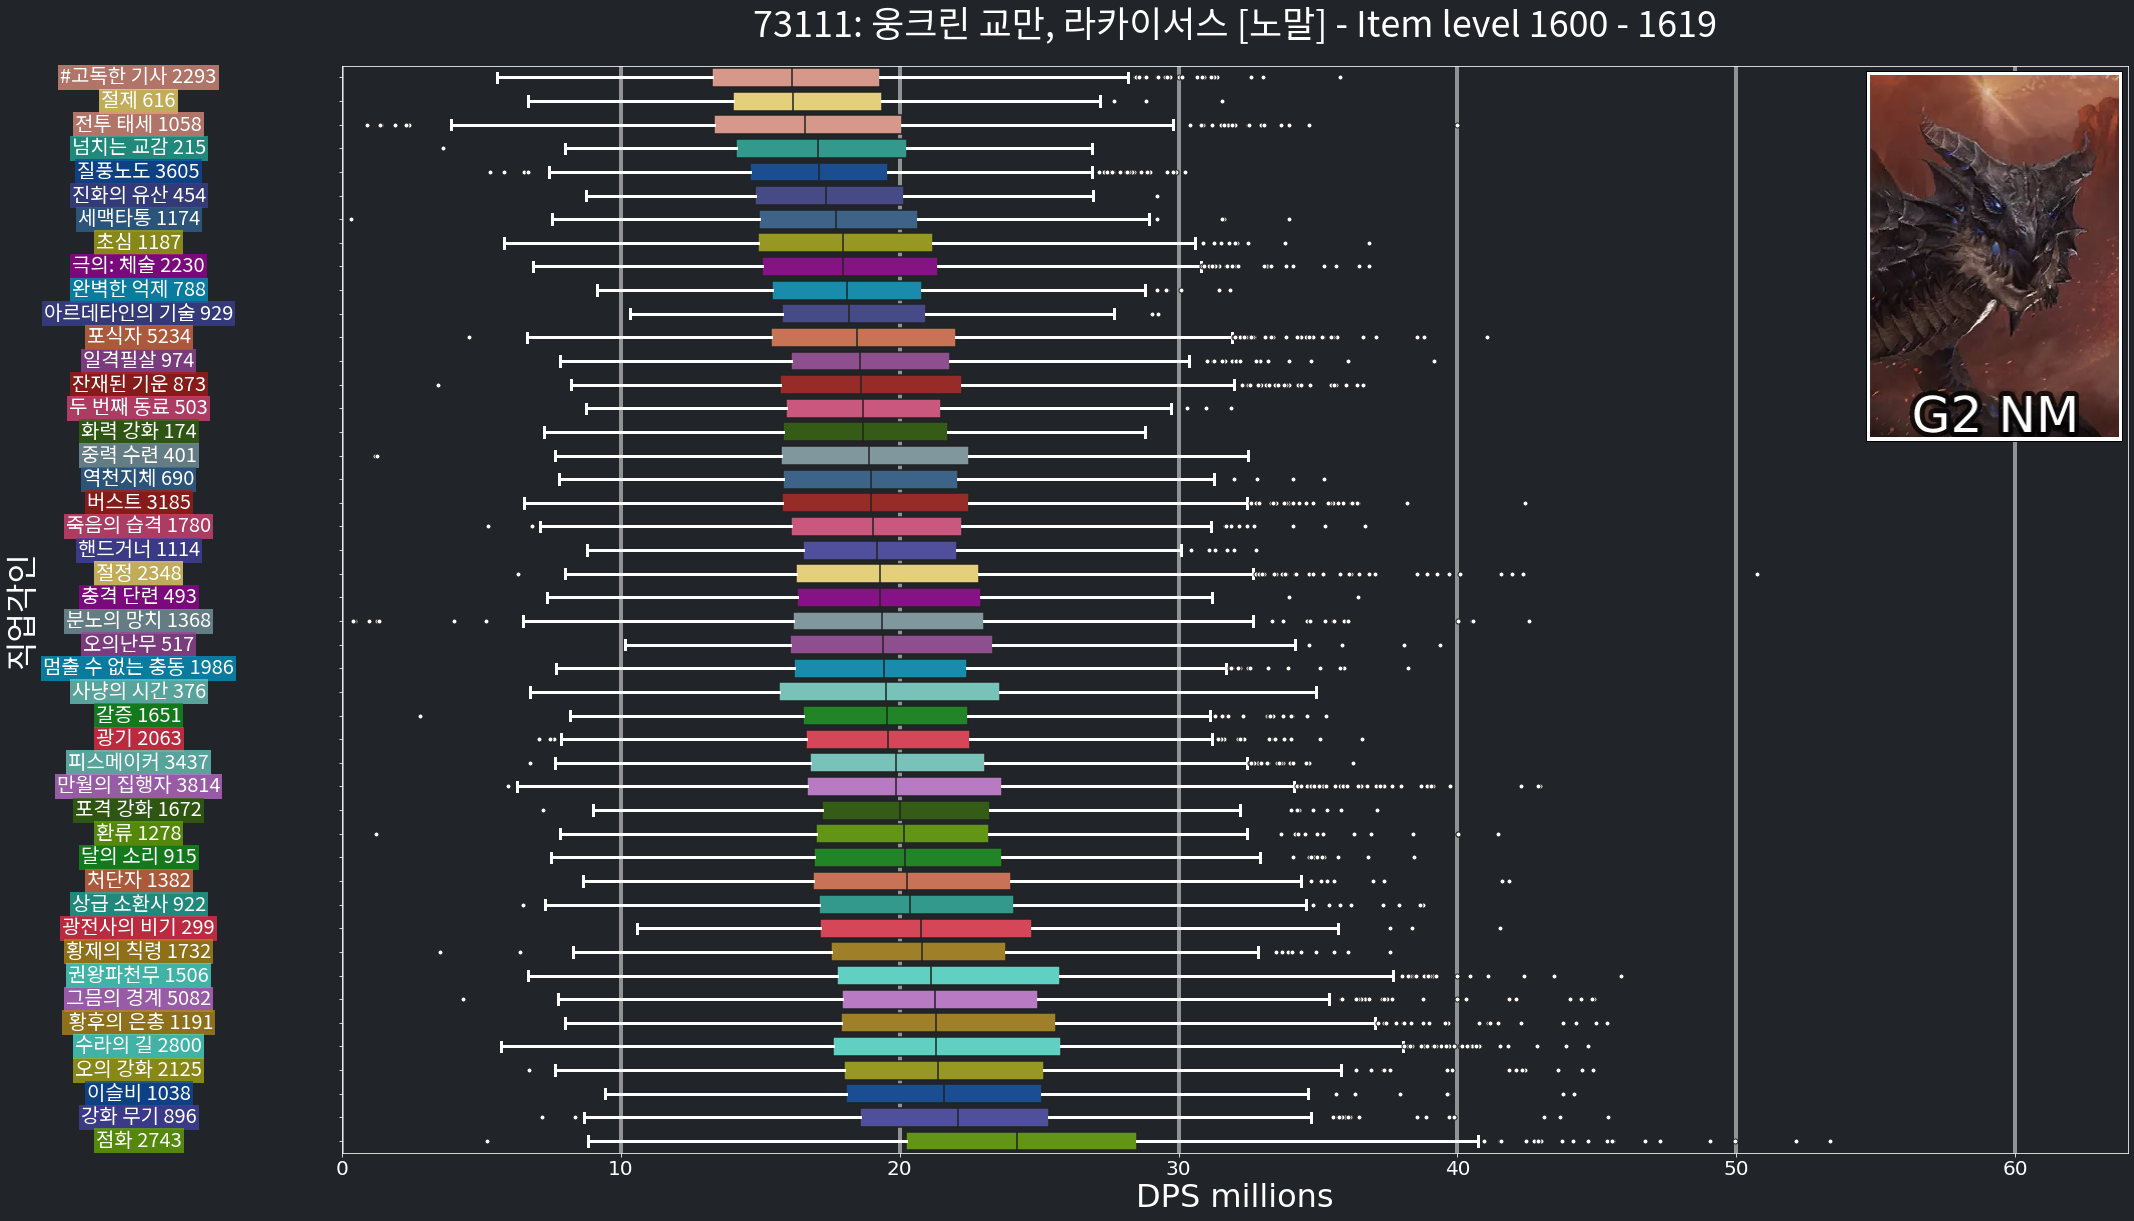 73111: 웅크린 교만, 라카이서스 [노말] - Item level 1600 - 1619
#고독한 기사 2293
절제 616
전투 태세 1058
넘치는 교감 215
질풍노도 3605
진화의 유산 454
세맥타통 1174
초심 1187
극의: 체술 2230
완벽한 억제 788
아르데타인의 기술 929
포식자 5234
일격필살 974
잔재된 기운 873
두 번째 동료 503
화력 강화 174
중력 수련 401
역천지체 690
버스트 3185
죽음의 습격 1780
핸드거너 1114
절정 2348
충격 단련 493
분노의 망치 1368
오의난무 517
멈출 수 없는 충동 1986
사냥의 시간 376
갈증 1651
광기 2063
피스메이커 3437
만월의 집행자 3814
포격 강화 1672
환류 1278
달의 소리 915
처단자 1382
상급 소환사 922
광전사의 비기 299
황제의 칙령 1732
권왕파천무 1506
그믐의 경계 5082
황후의 은총 1191
수라의 길 2800
오의 강화 2125
이슬비 1038
강화 무기 896
점화 2743
직업각인
G2 NM
0 10 20 30 40 50 60
DPS millions